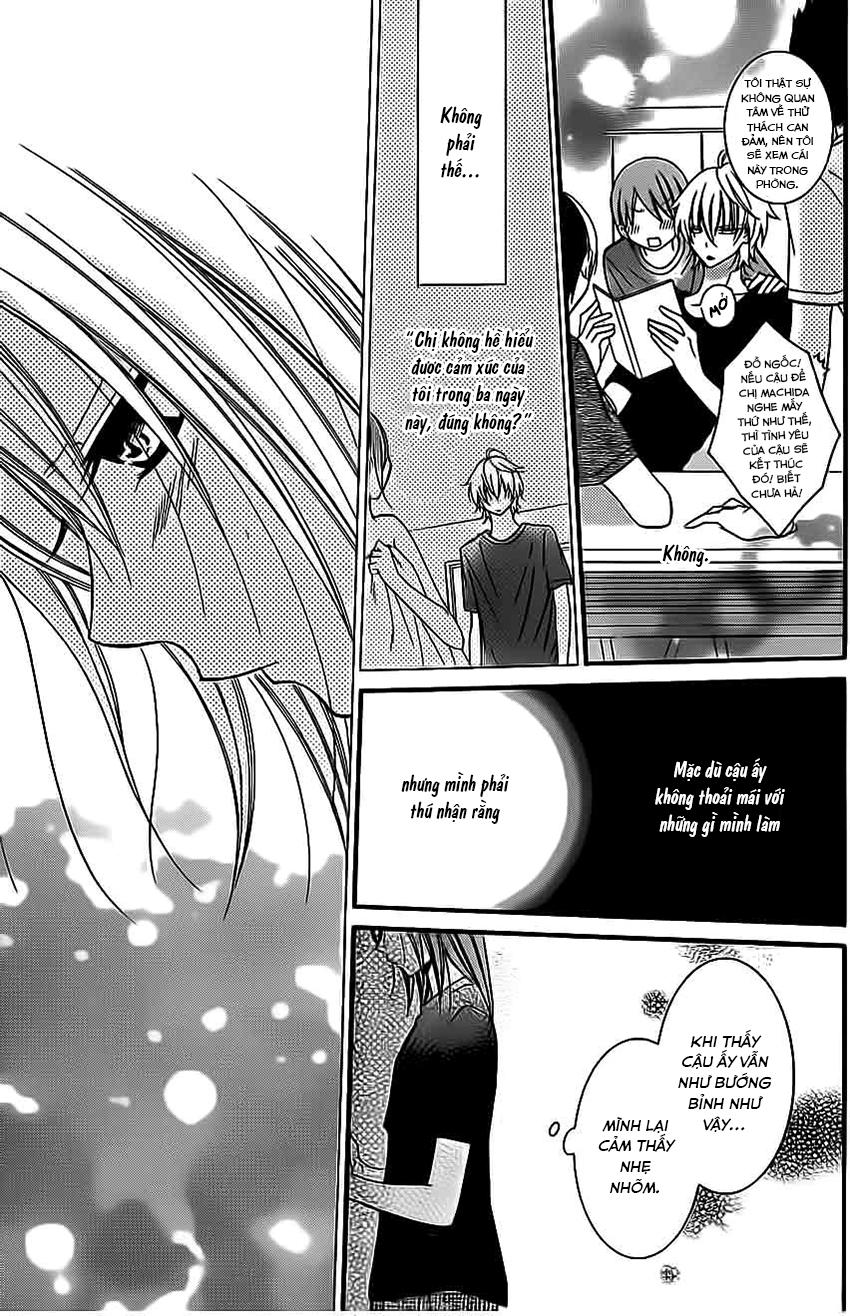 TÔI THẬT SỰ
KHÔNG QUAN
TÂM VỀ THỬ
THÁCH CAN
ĐẢM, NÊN TÔI
SẼ XEM CÁI
NÀY TRONG
PHÒNG.
MỞ
ĐỒ NGỐC!
NẾU CẬU ĐỂ
CHỊ MACHIDA
NGHE MẤY
THỨ NHƯ THẾ,
THÌ TÌNH YÊU
CỦA CẬU SẼ
KẾT THÚC
ĐÓ! BIẾT
CHƯA HẢ!
Không.
Không
phải
thế...
“Chị không hề hiểu
được cảm xúc của
tôi trong ba ngày
này, đúng không?”
Mặc dù cậu ấy
không thoải mái với
những gì mình làm
nhưng mình phải
thú nhận rằng
KHI THẤY
CẬU ẤY VẪN
NHƯ BƯỚNG
BỈNH NHƯ
VẬY...
MÌNH LẠI
CẢM THẤY
NHẸ
NHÕM.